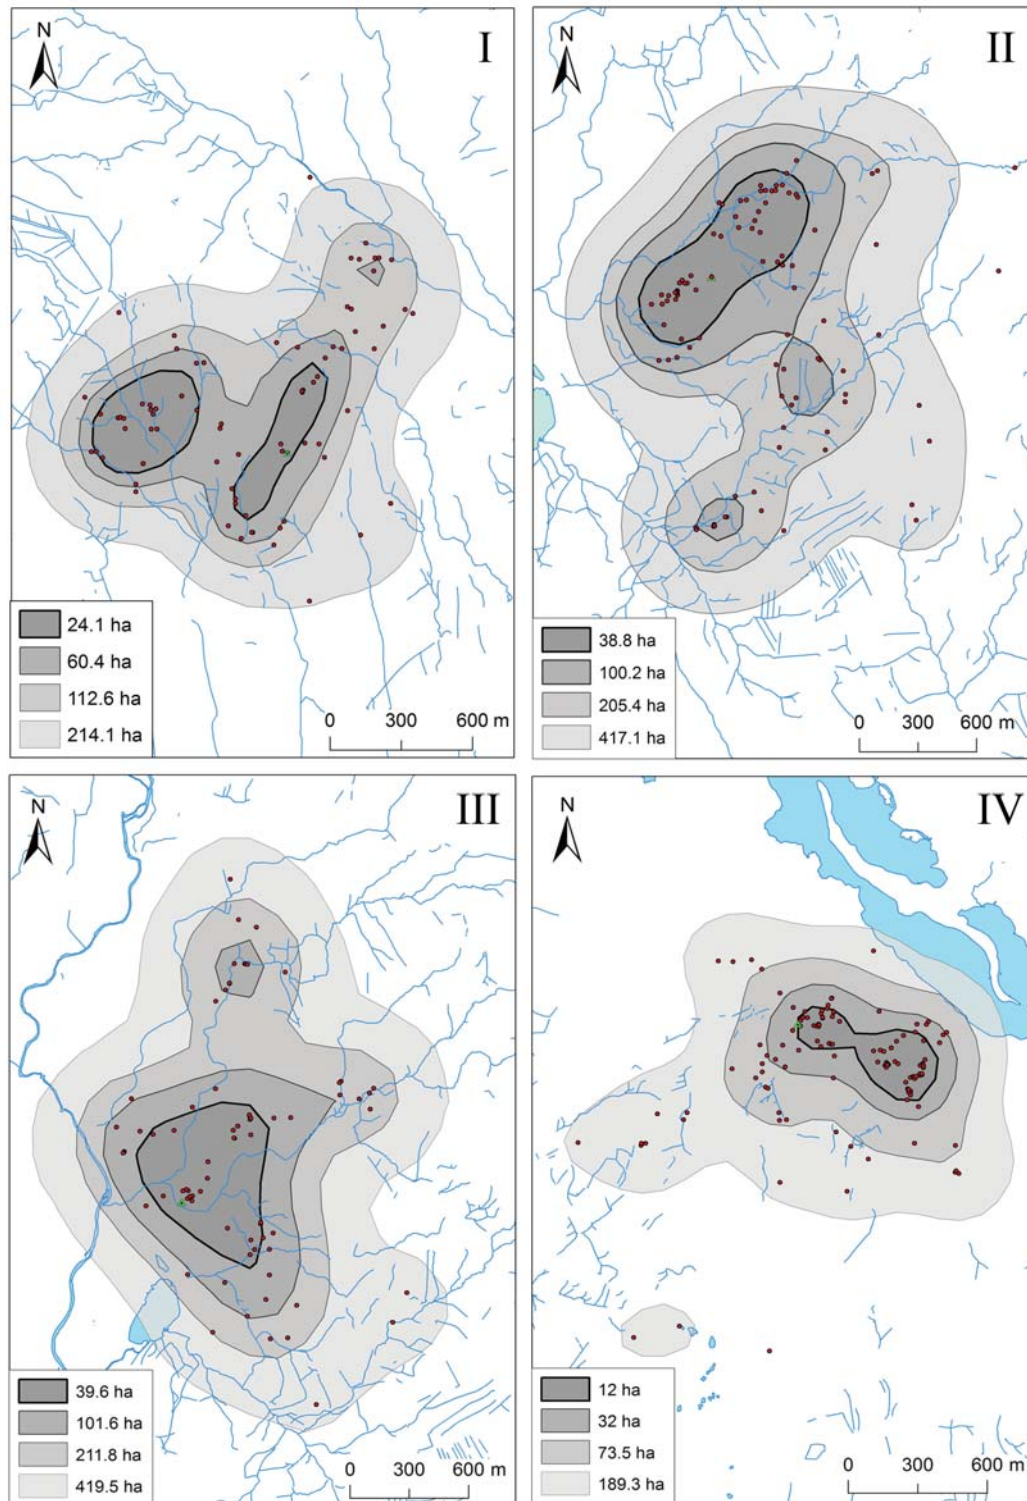 N
I
24.1 ha
60.4 ha
112.6 ha
214.1 ha
0 300 600 m
N
II
38.8 ha
100.2 ha
205.4 ha
417.1 ha
0 300 600 m
N
III
39.6 ha
101.6 ha
211.8 ha
419.5 ha
0 300 600 m
N
IV
12 ha
32 ha
73.5 ha
189.3 ha
0 300 600 m